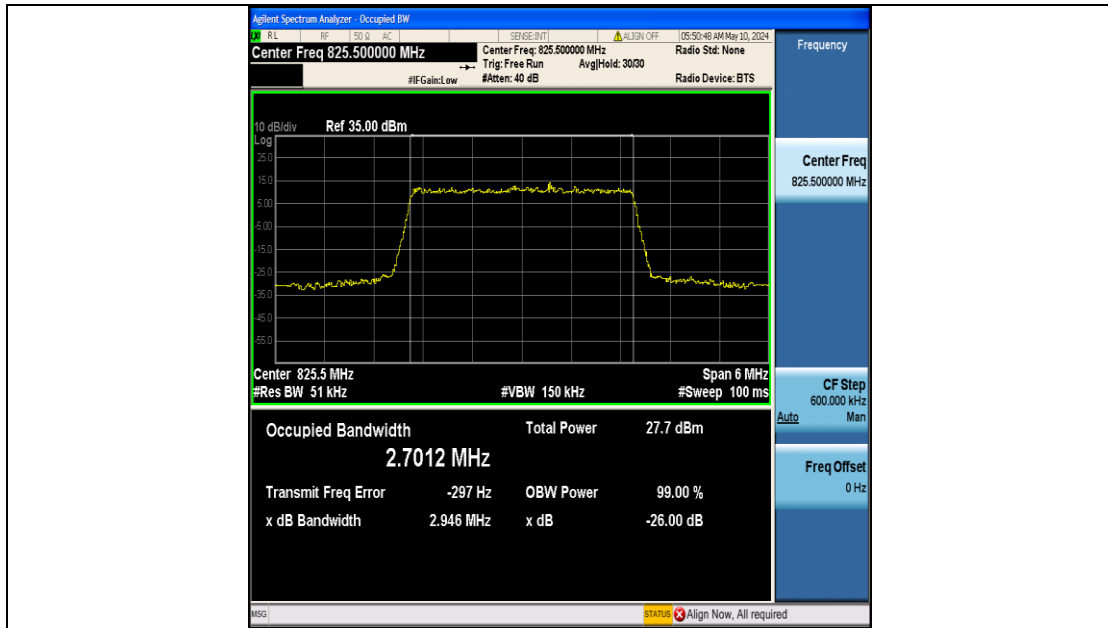 Agilent Spectrum Analyzer - Occupied BW
RL RF 50 Ω AC SENSE:INT ALIGN OFF 05:50:48 AM May 10, 2024
Center Freq 825.500000 MHz
Center Freq: 825.500000 MHz Radio Std: None
Trig: Free Run Avg|Hold: 30/30
#IFGain:Low #Atten: 40 dB Radio Device: BTS
10 dB/div Ref 35.00 dBm
Log
25.0
15.0
5.00
-5.00
-15.0
-25.0
-35.0
-45.0
-55.0
Center 825.5 MHz Span 6 MHz
#Res BW 51 kHz #VBW 150 kHz #Sweep 100 ms
Occupied Bandwidth Total Power 27.7 dBm
2.7012 MHz
Transmit Freq Error -297 Hz OBW Power 99.00 %
x dB Bandwidth 2.946 MHz x dB -26.00 dB
MSG STATUS Align Now, All required
Frequency
Center Freq
825.500000 MHz
CF Step
600.000 kHz
Auto Man
Freq Offset
0 Hz